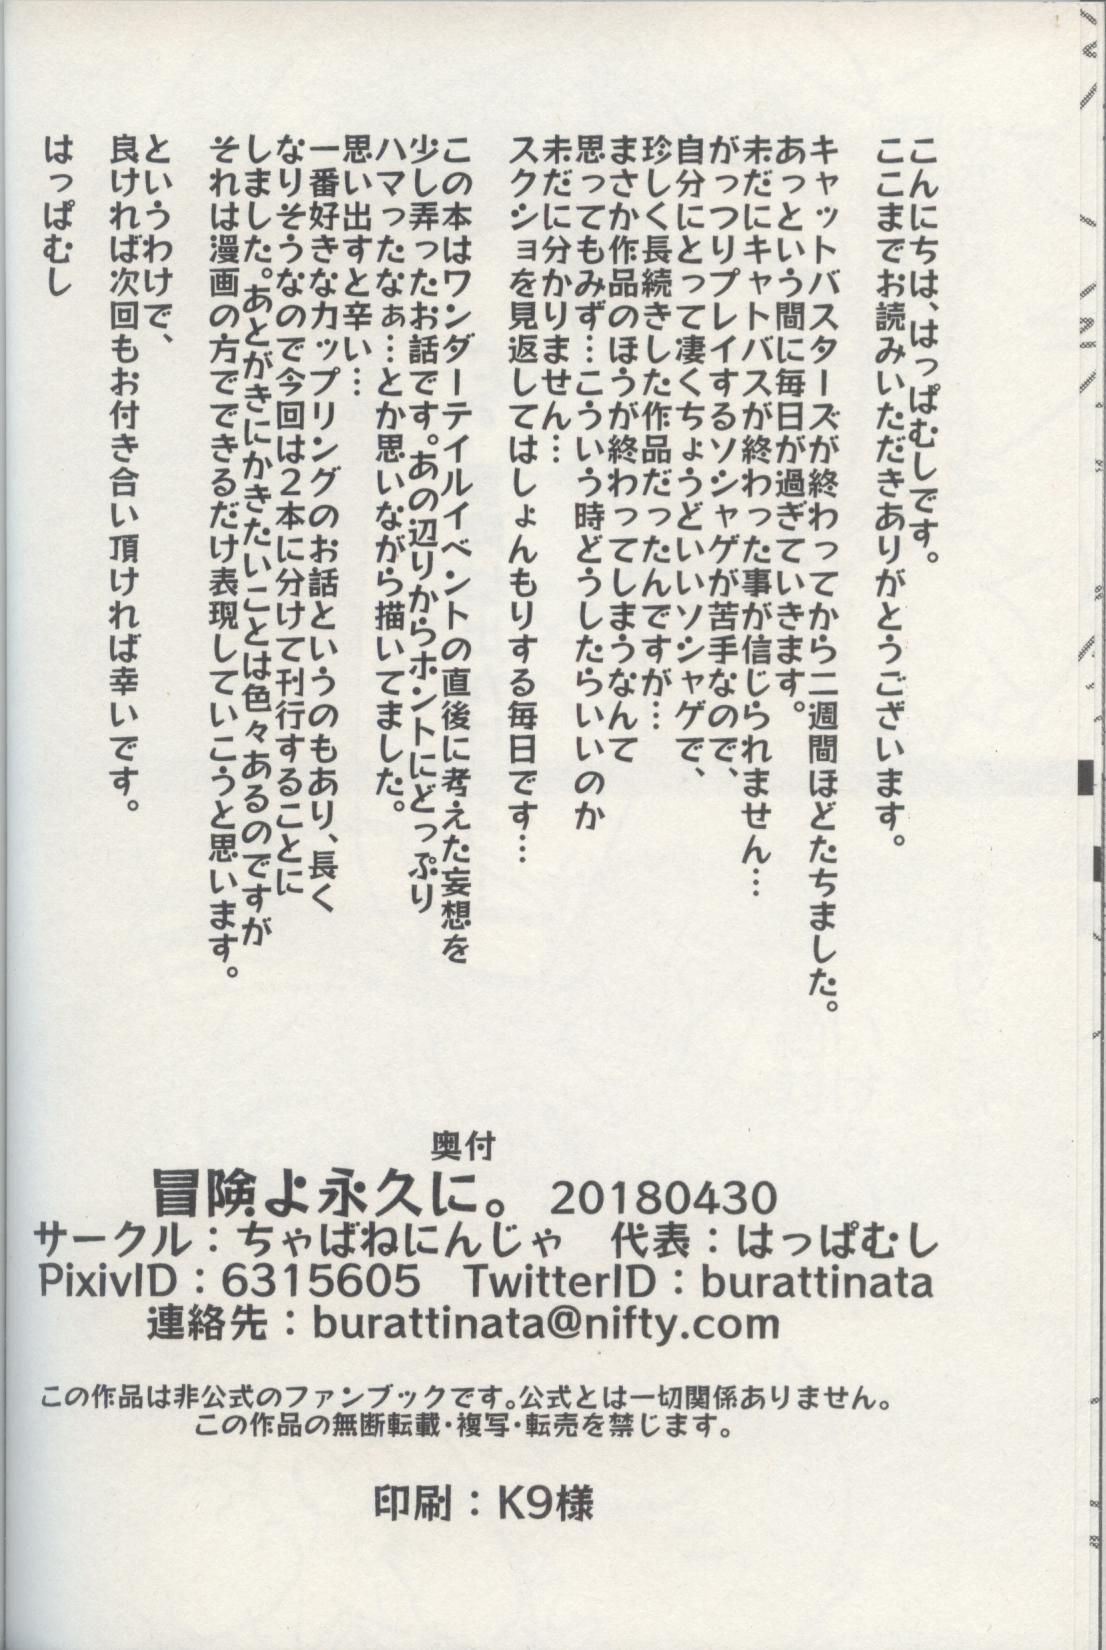 こんにちは、はっぱむしです。
ここまでお読みいただきありがとうございます。
キャットバスターズが終わってから二週間ほどたちました。
あっという間に毎日が過ぎていきます。
未だにキャトバスが終わった事が信じられません…
がっつりプレイするソシャゲが苦手なので、
自分にとって凄くちょうどいいソシャゲで、
珍しく長続きした作品だったんですが…
まさか作品のほうが終わってしまうなんて
思ってもみず…こういう時どうしたらいいのか
未だに分かりません…
スクショを見返してはしょんもりする毎日です…
この本はワンダーテイルイベントの直後に考えた妄想を
少し弄ったお話です。あの辺りからホントにどっぷり
ハマったなぁ…とか思いながら描いてました。
思い出すと辛い…
一番好きなカップリングのお話というのもあり、長く
なりそうなので今回は2本に分けて刊行することに
しました。あとがきにかきたいことは色々あるのですが
それは漫画の方でできるだけ表現していこうと思います。
というわけで、
良ければ次回もお付き合い頂ければ幸いです。
はっぱむし
奥付
冒険よ永久に。 20180430
サークル：ちゃばねにんじゃ 代表：はっぱむし
PixivID：6315605 TwitterID：burattinata
連絡先：burattinata@nifty.com
この作品は非公式のファンブックです。公式とは一切関係ありません。
この作品の無断転載・複写・転売を禁じます。
印刷：K9様